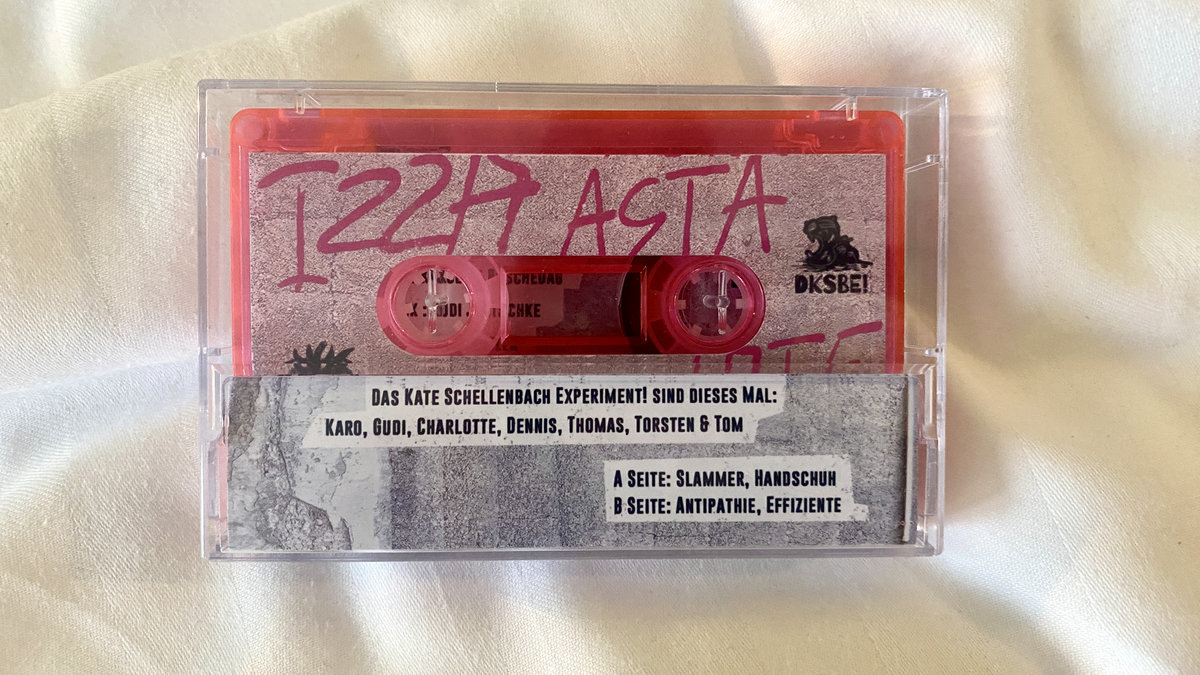 IZZA ASTA
DKSBE!
Das Kate Schellenbach Experiment! sind dieses Mal:
Karo, Gudi, Charlotte, Dennis, Thomas, Torsten & Tom
A Seite: Slammer, Handschuh
B Seite: Antipathie, Effiziente